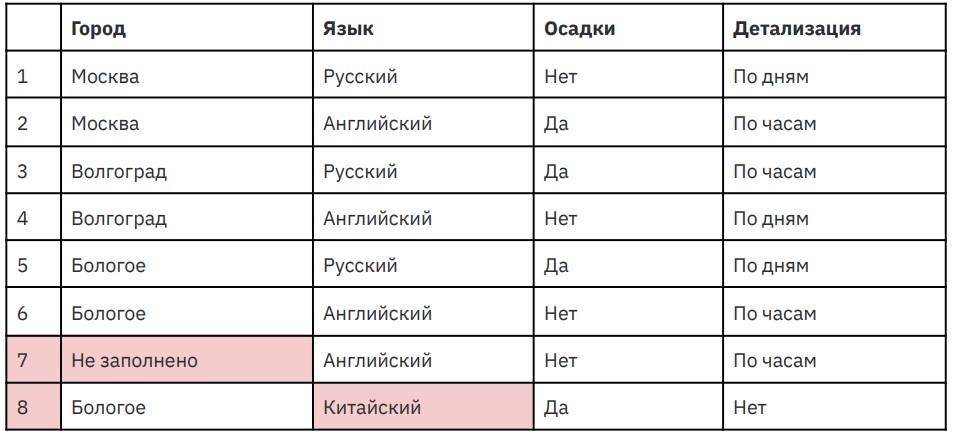 Город Язык Осадки Детализация
1 Москва Русский Нет По дням
2 Москва Английский Да По часам
3 Волгоград Русский Да По часам
4 Волгоград Английский Нет По дням
5 Бологое Русский Да По дням
6 Бологое Английский Нет По часам
7 Не заполнено Английский Нет По часам
8 Бологое Китайский Да Нет